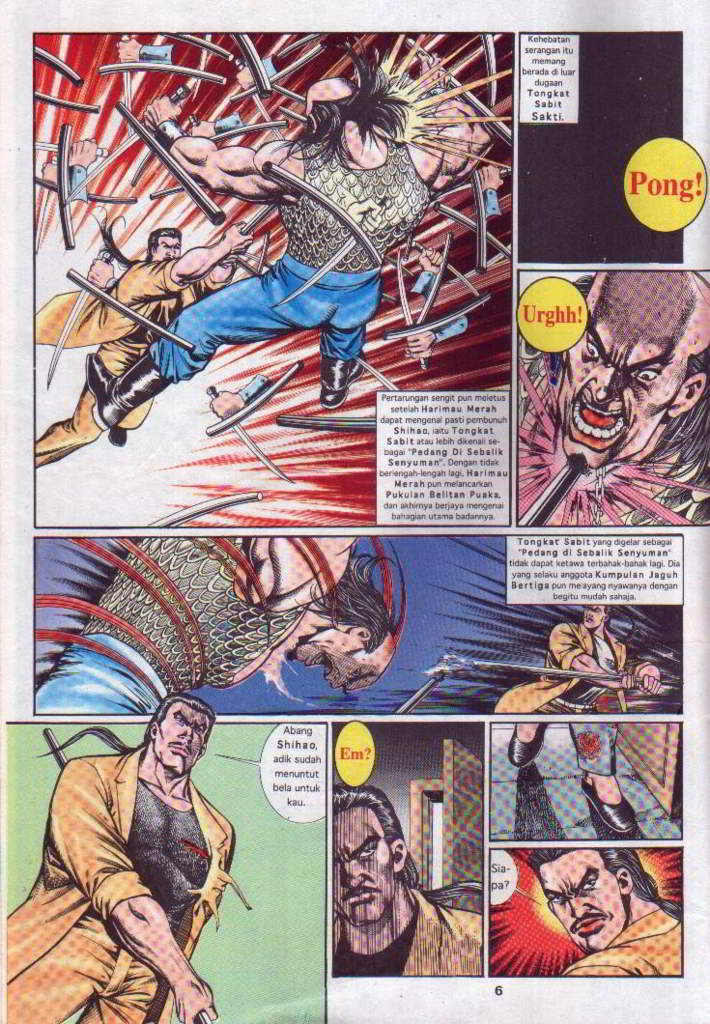 Kehebatan
serangan itu
memang
berada di luar
dugaan
Tongkat
Sabit
Sakti.
Pong!
Urghh!
Pertarungan sengit pun meletus
setelah Harimau Merah
dapat mengenal pasti pembunuh
Shihao, iaitu Tongkat
Sabit atau lebih dikenali se-
bagai "Pedang Di Sebalik
Senyuman". Dengan tidak
berlengah-lengah lagi, Harimau
Merah pun melancarkan
Pukulan Belitan Puaka,
dan akhirnya berjaya mengenai
bahagian utama badannya.
Tongkat Sabit yang digelar sebagai
"Pedang di Sebalik Senyuman"
tidak dapat ketawa terbahak-bahak lagi. Dia
yang selaku anggota Kumpulan Jaguh
Bertiga pun melayang nyawanya dengan
begitu mudah sahaja.
Abang
Shihao,
adik sudah
menuntut
bela untuk
kau.
Em?
Sia-
pa?
6